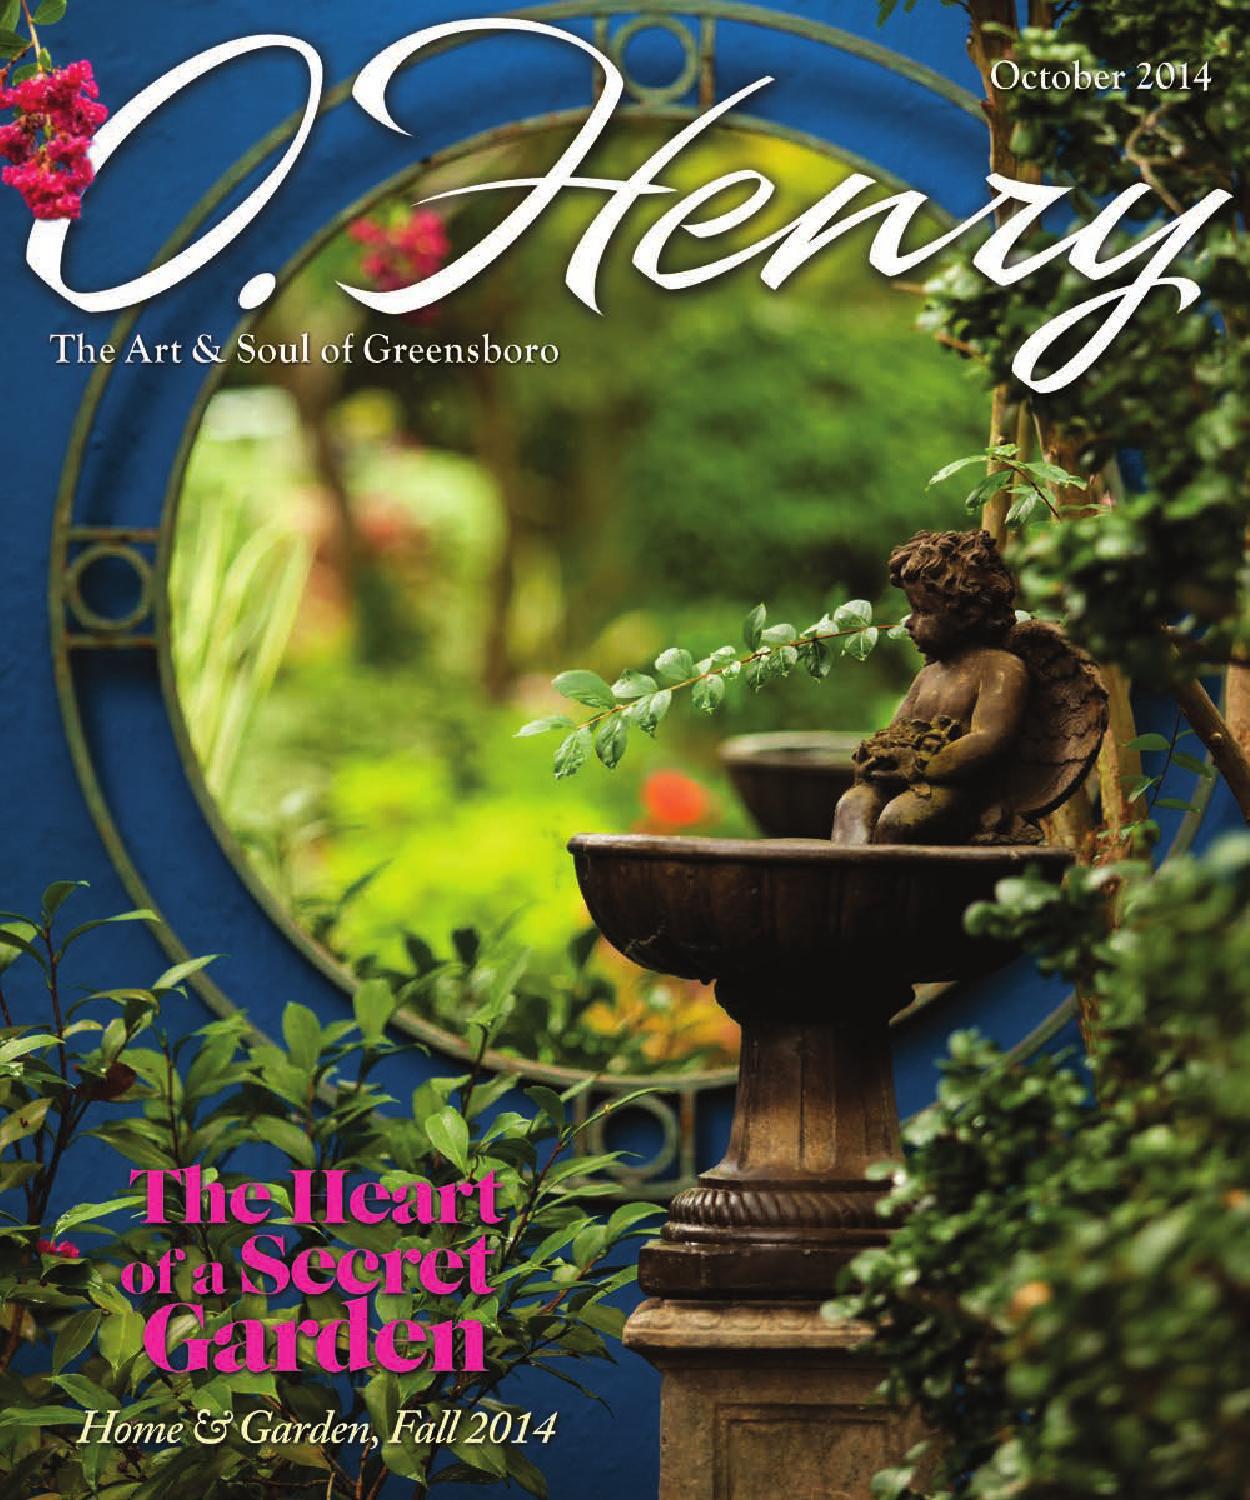 O. Henry
October 2014
The Art & Soul of Greensboro
The Heart
of a Secret
Garden
Home & Garden, Fall 2014